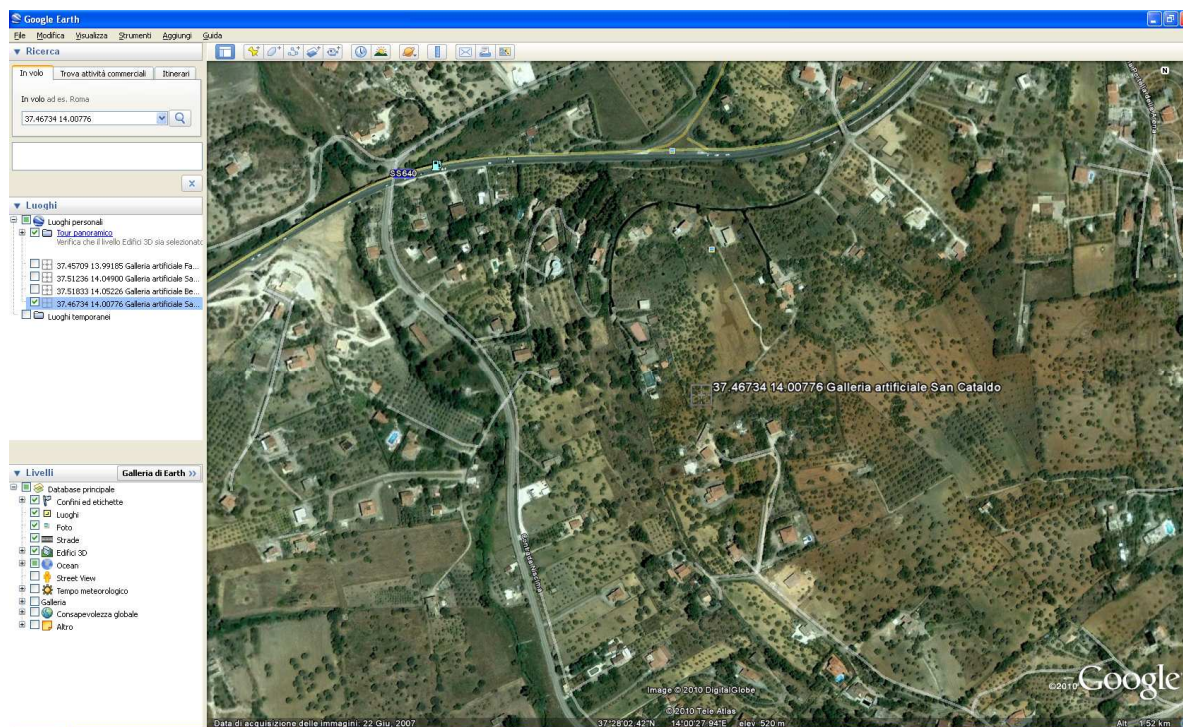 Google Earth
File Modifica Visualizza Strumenti Aggiungi Guida
Ricerca
In volo Trova attività commerciali Itinerari
In volo ad es. Roma
37.46734 14.00776
Luoghi
Luoghi personali
Tour panoramico
Verifica che il livello Edifici 3D sia selezionato
37.45709 13.99185 Galleria artificiale Fa...
37.51236 14.04900 Galleria artificiale Sa...
37.51833 14.05226 Galleria artificiale Be...
37.46734 14.00776 Galleria artificiale Sa...
Luoghi temporanei
Livelli Galleria di Earth >>
Database principale
Confini ed etichette
Luoghi
Foto
Strade
Edifici 3D
Ocean
Street View
Tempo meteorologico
Galleria
Consapevolezza globale
Altro
N
SS640
37.46734 14.00776 Galleria artificiale San Cataldo
Image © 2010 DigitalGlobe
© 2010 Tele Atlas
©2010 Google
Data di acquisizione delle immagini: 22 Giu, 2007 37°28'02.42"N 14°00'27.94"E elev 520 m Alt 1.52 km